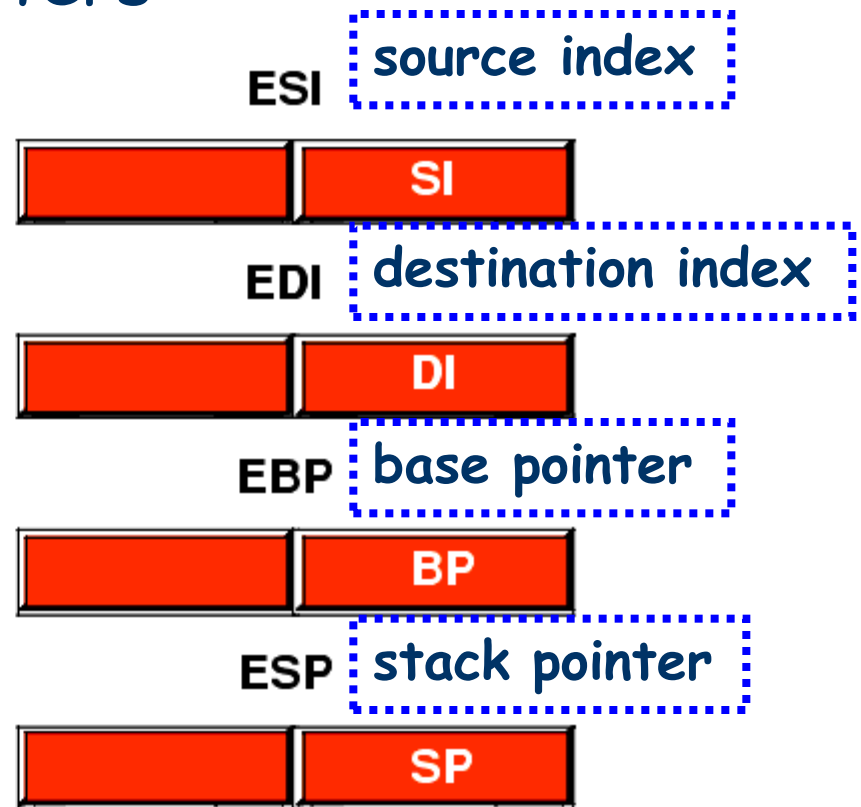 ESI source index
SI
EDI destination index
DI
EBP base pointer
BP
ESP stack pointer
SP